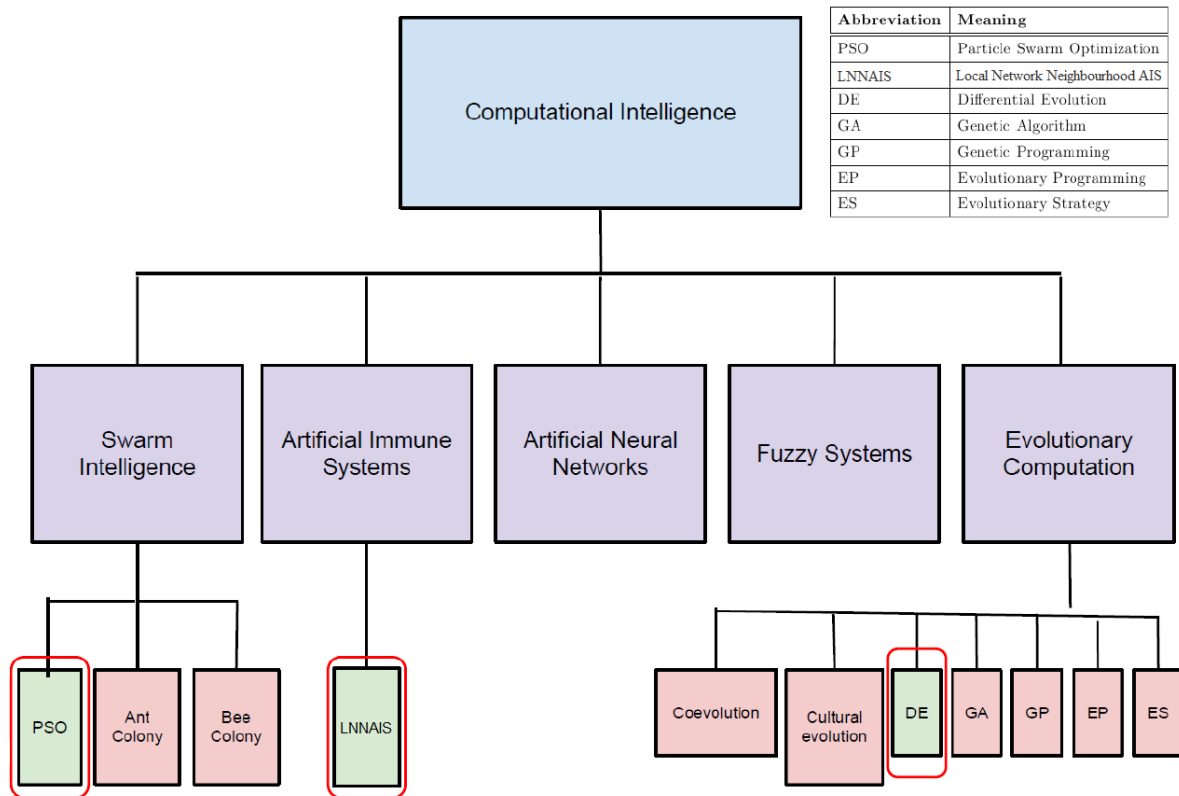 Computational Intelligence
Abbreviation Meaning
PSO Particle Swarm Optimization
LNNAIS Local Network Neighbourhood AIS
DE Differential Evolution
GA Genetic Algorithm
GP Genetic Programming
EP Evolutionary Programming
ES Evolutionary Strategy
Swarm
Intelligence
Artificial Immune
Systems
Artificial Neural
Networks
Fuzzy Systems
Evolutionary
Computation
PSO
Ant
Colony
Bee
Colony
LNNAIS
Coevolution
Cultural
evolution
DE
GA
GP
EP
ES